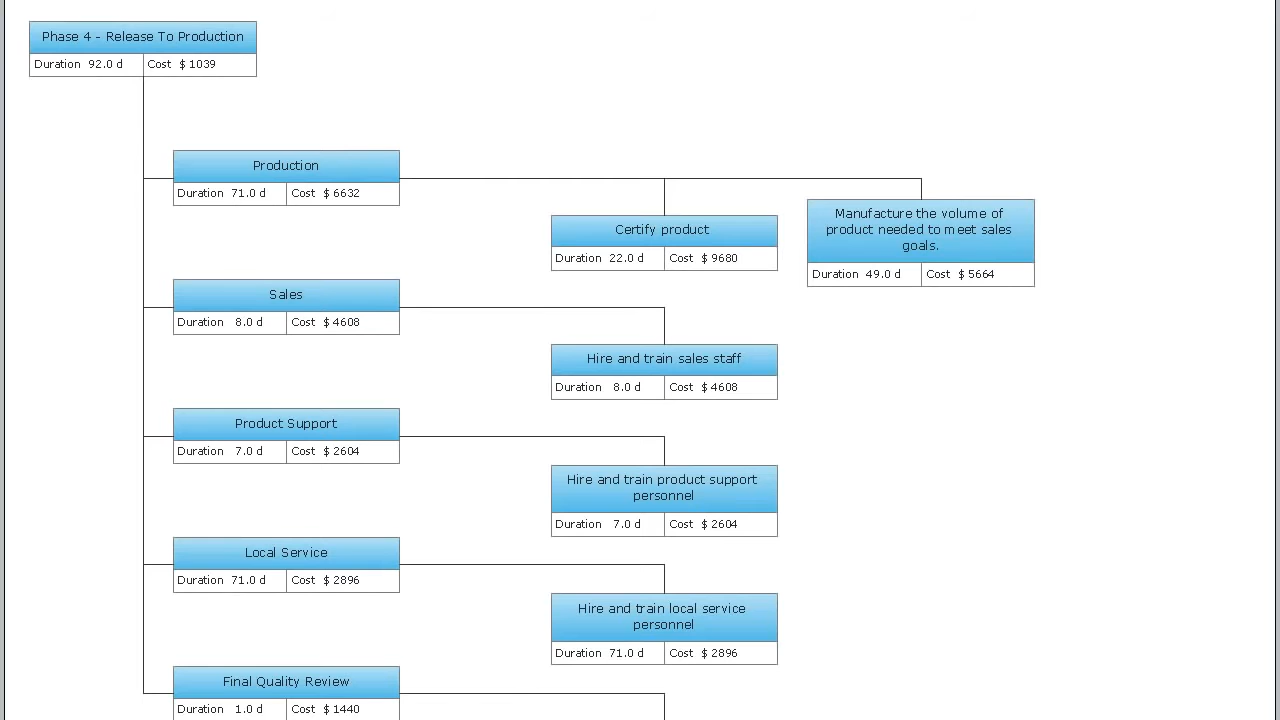 Phase 4 - Release To Production
Duration 92.0 d Cost $ 1039
Production
Duration 71.0 d Cost $ 6632
Certify product
Duration 22.0 d Cost $ 9680
Manufacture the volume of
product needed to meet sales
goals.
Duration 49.0 d Cost $ 5664
Sales
Duration 8.0 d Cost $ 4608
Hire and train sales staff
Duration 8.0 d Cost $ 4608
Product Support
Duration 7.0 d Cost $ 2604
Hire and train product support
personnel
Duration 7.0 d Cost $ 2604
Local Service
Duration 71.0 d Cost $ 2896
Hire and train local service
personnel
Duration 71.0 d Cost $ 2896
Final Quality Review
Duration 1.0 d Cost $ 1440